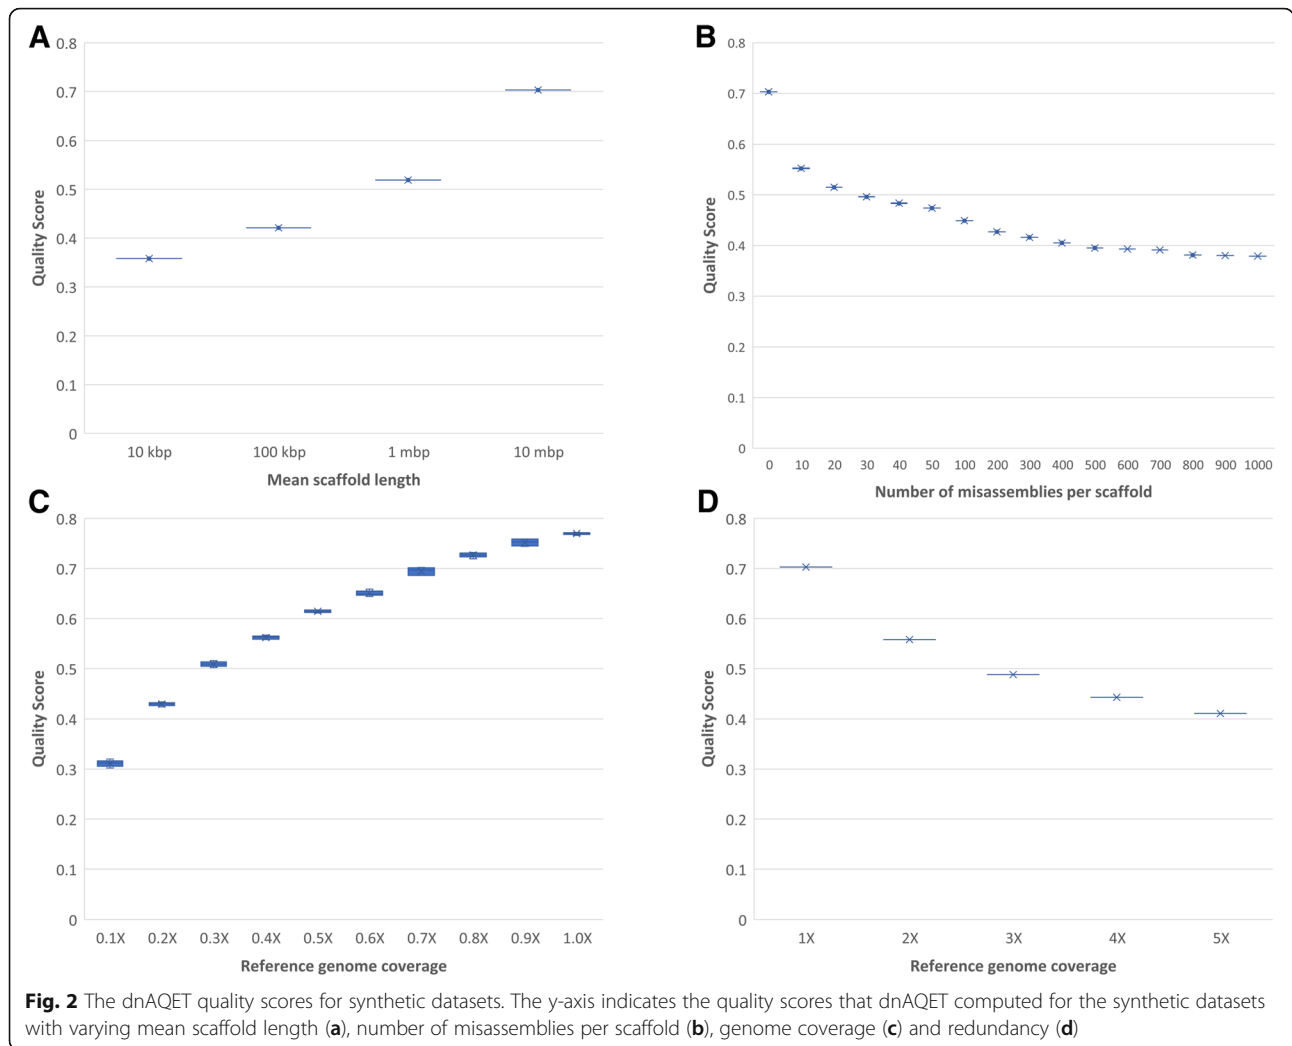 A
0.8
0.7
0.6
0.5
0.4
0.3
0.2
0.1
0
Quality Score
10 kbp 100 kbp 1 mbp 10 mbp
Mean scaffold length
B
0.8
0.7
0.6
0.5
0.4
0.3
0.2
0.1
0
Quality Score
0 10 20 30 40 50 100 200 300 400 500 600 700 800 900 1000
Number of misassemblies per scaffold
C
0.8
0.7
0.6
0.5
0.4
0.3
0.2
0.1
0
Quality Score
0.1X 0.2X 0.3X 0.4X 0.5X 0.6X 0.7X 0.8X 0.9X 1.0X
Reference genome coverage
D
0.8
0.7
0.6
0.5
0.4
0.3
0.2
0.1
0
Quality Score
1X 2X 3X 4X 5X
Reference genome coverage
Fig. 2 The dnAQET quality scores for synthetic datasets. The y-axis indicates the quality scores that dnAQET computed for the synthetic datasets
with varying mean scaffold length (a), number of misassemblies per scaffold (b), genome coverage (c) and redundancy (d)